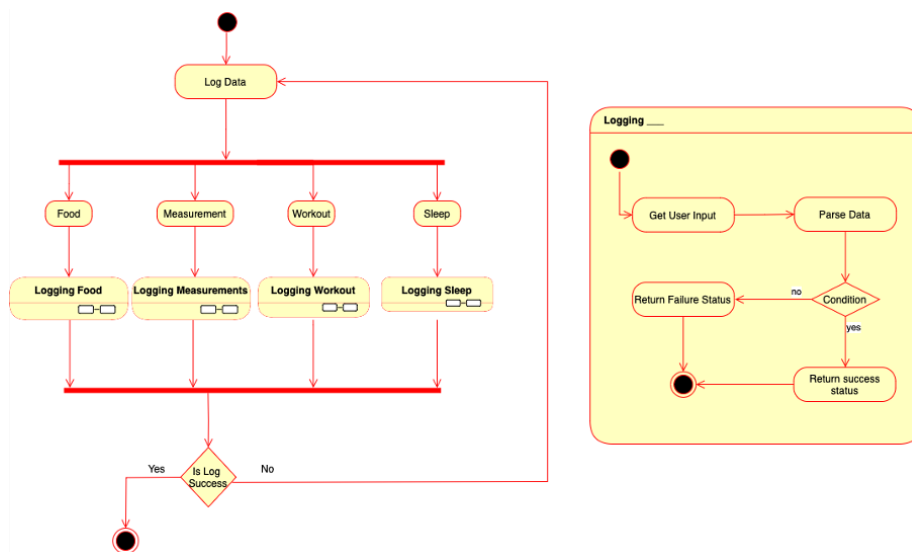 Log Data
Food
Measurement
Workout
Sleep
Logging Food
Logging Measurements
Logging Workout
Logging Sleep
Is Log
Success
Yes
No
Logging ___
Get User Input
Parse Data
Condition
no
yes
Return Failure Status
Return success
status